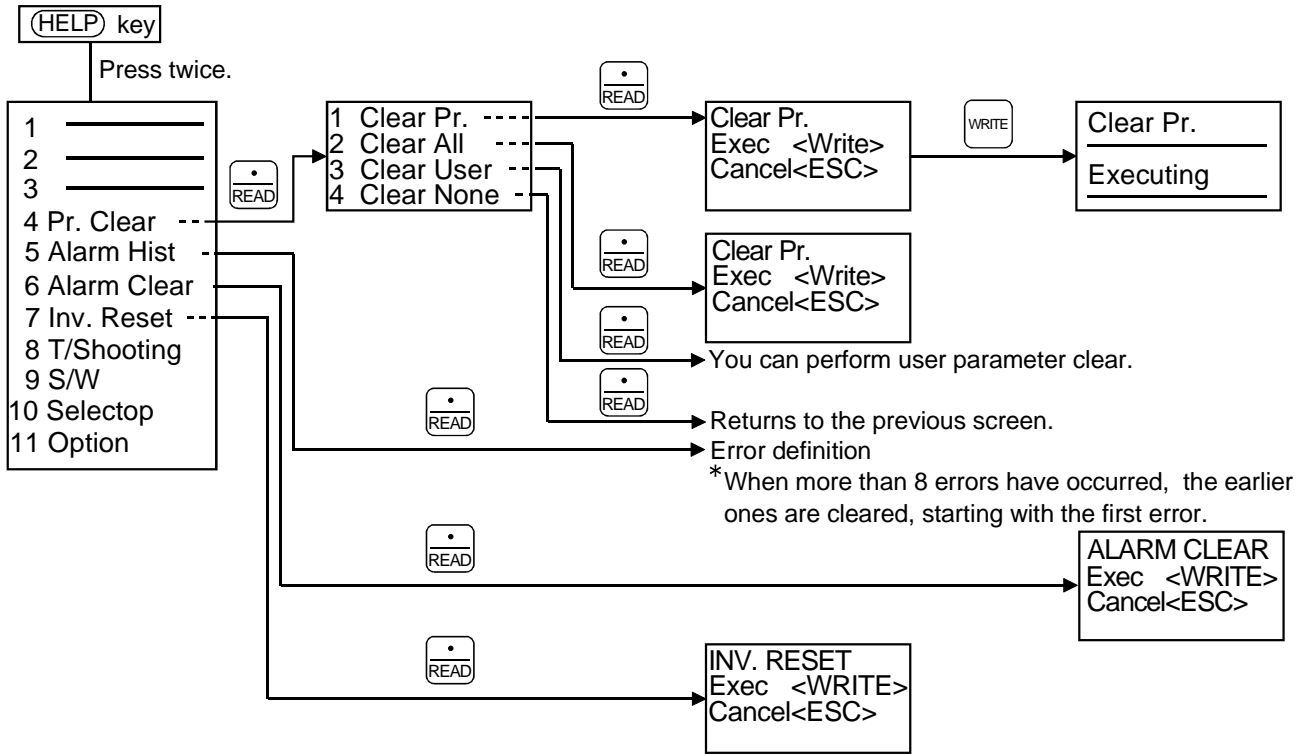 HELP key
Press twice.
1
2
3
4 Pr. Clear
5 Alarm Hist
6 Alarm Clear
7 Inv. Reset
8 T/Shooting
9 S/W
10 Selectop
11 Option
READ
1 Clear Pr.
2 Clear All
3 Clear User
4 Clear None
READ
Clear Pr.
Exec <Write>
Cancel<ESC>
WRITE
Clear Pr.
Executing
READ
Clear Pr.
Exec <Write>
Cancel<ESC>
READ
You can perform user parameter clear.
READ
Returns to the previous screen.
READ
Error definition
*When more than 8 errors have occurred, the earlier
ones are cleared, starting with the first error.
READ
ALARM CLEAR
Exec <WRITE>
Cancel<ESC>
READ
INV. RESET
Exec <WRITE>
Cancel<ESC>